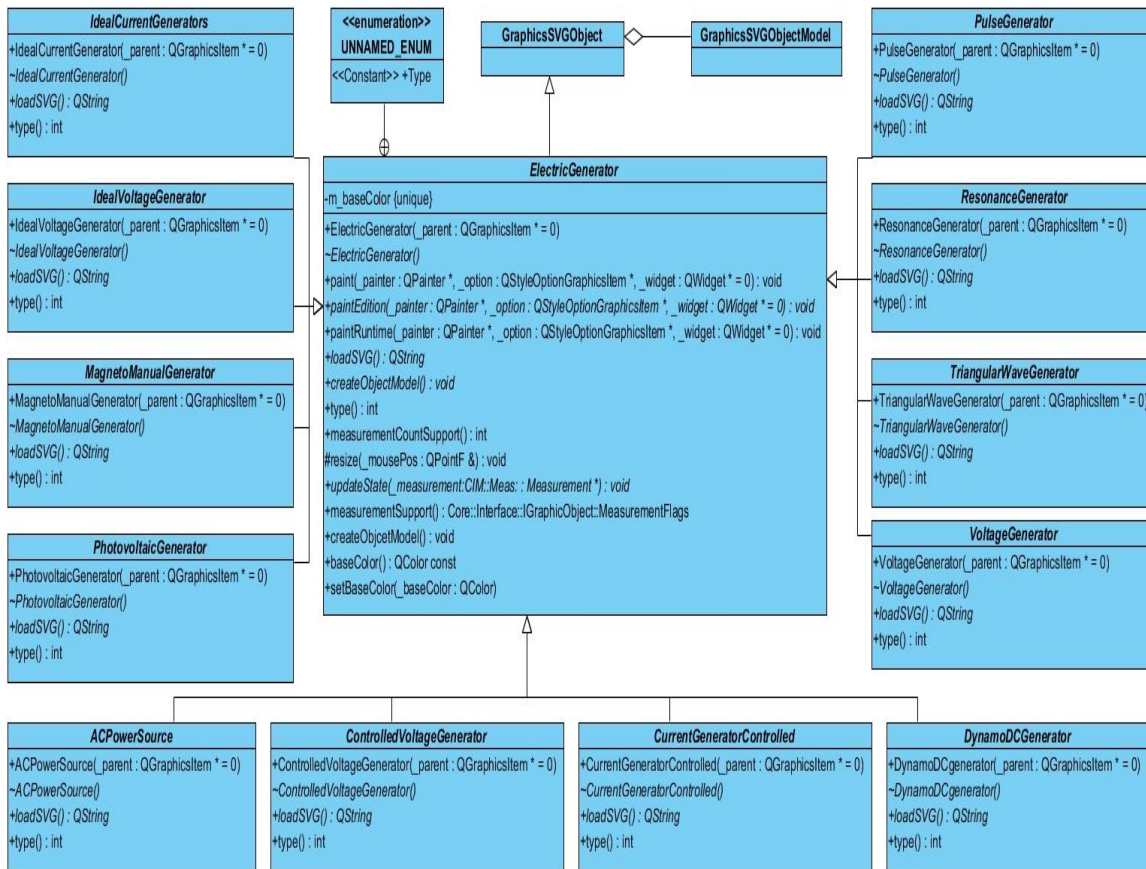 IdealCurrentGenerators
+IdealCurrentGenerator(_parent : QGraphicsItem * = 0)
~IdealCurrentGenerator()
+loadSVG() : QString
+type() : int
<<enumeration>>
UNNAMED_ENUM
<<Constant>> +Type
GraphicsSVGObject
GraphicsSVGObjectModel
PulseGenerator
+PulseGenerator(_parent : QGraphicsItem * = 0)
~PulseGenerator()
+loadSVG() : QString
+type() : int
IdealVoltageGenerator
+IdealVoltageGenerator(_parent : QGraphicsItem * = 0)
~IdealVoltageGenerator()
+loadSVG() : QString
+type() : int
MagnetoManualGenerator
+MagnetoManualGenerator(_parent : QGraphicsItem * = 0)
~MagnetoManualGenerator()
+loadSVG() : QString
+type() : int
PhotovoltaicGenerator
+PhotovoltaicGenerator(_parent : QGraphicsItem * = 0)
~PhotovoltaicGenerator()
+loadSVG() : QString
+type() : int
ElectricGenerator
-m_baseColor {unique}
+ElectricGenerator(_parent : QGraphicsItem * = 0)
~ElectricGenerator()
+paint(_painter : QPainter *, _option : QStyleOptionGraphicsItem *, _widget : QWidget * = 0) : void
+paintEdition(_painter : QPainter *, _option : QStyleOptionGraphicsItem *, _widget : QWidget * = 0) : void
+paintRuntime(_painter : QPainter *, _option : QStyleOptionGraphicsItem *, _widget : QWidget * = 0) : void
+loadSVG() : QString
+createObjectModel() : void
+type() : int
+measurementCountSupport() : int
#resize(_mousePos : QPointF &) : void
+updateState(_measurement:CIM::Meas: : Measurement *) : void
+measurementSupport() : Core::Interface::IGraphicObject::MeasurementFlags
+createObjcetModel() : void
+baseColor() : QColor const
+setBaseColor(_baseColor : QColor)
ResonanceGenerator
+ResonanceGenerator(_parent : QGraphicsItem * = 0)
~ResonanceGenerator()
+loadSVG() : QString
+type() : int
TriangularWaveGenerator
+TriangularWaveGenerator(_parent : QGraphicsItem * = 0)
~TriangularWaveGenerator()
+loadSVG() : QString
+type() : int
VoltageGenerator
+VoltageGenerator(_parent : QGraphicsItem * = 0)
~VoltageGenerator()
+loadSVG() : QString
+type() : int
ACPowerSource
+ACPowerSource(_parent : QGraphicsItem * = 0)
~ACPowerSource()
+loadSVG() : QString
+type() : int
ControlledVoltageGenerator
+ControlledVoltageGenerator(_parent : QGraphicsItem * = 0)
~ControlledVoltageGenerator()
+loadSVG() : QString
+type() : int
CurrentGeneratorControlled
+CurrentGeneratorControlled(_parent : QGraphicsItem * = 0)
~CurrentGeneratorControlled()
+loadSVG() : QString
+type() : int
DynamoDCGenerator
+DynamoDCgenerator(_parent : QGraphicsItem * = 0)
~DynamoDCgenerator()
+loadSVG() : QString
+type() : int